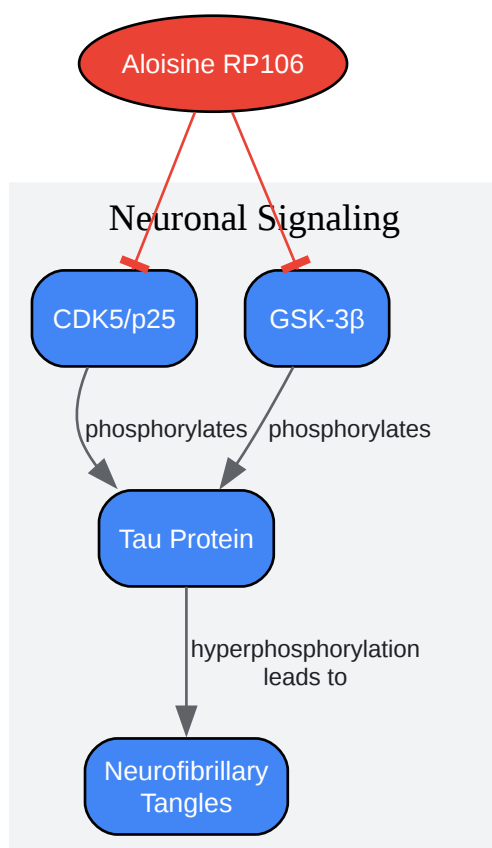 Aloisine RP106
Neuronal Signaling
CDK5/p25
GSK-3β
phosphorylates
phosphorylates
Tau Protein
hyperphosphorylation
leads to
Neurofibrillary
Tangles